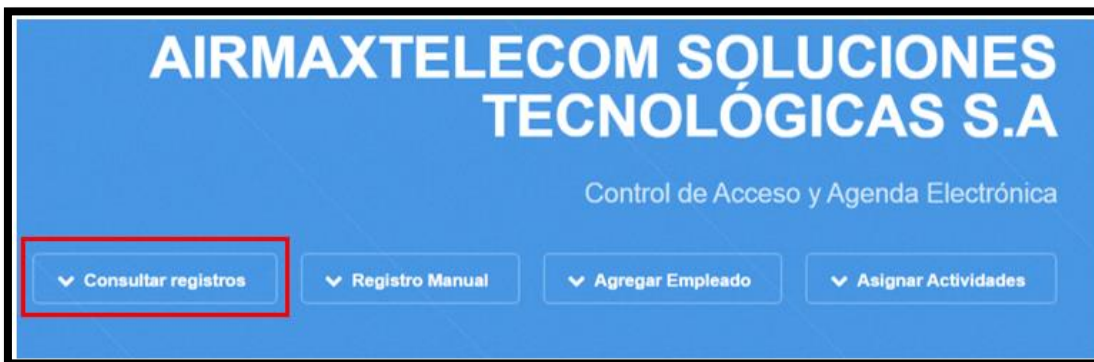 AIRMAXTELECOM SOLUCIONES
TECNOLÓGICAS S.A
Control de Acceso y Agenda Electrónica
Consultar registros
Registro Manual
Agregar Empleado
Asignar Actividades